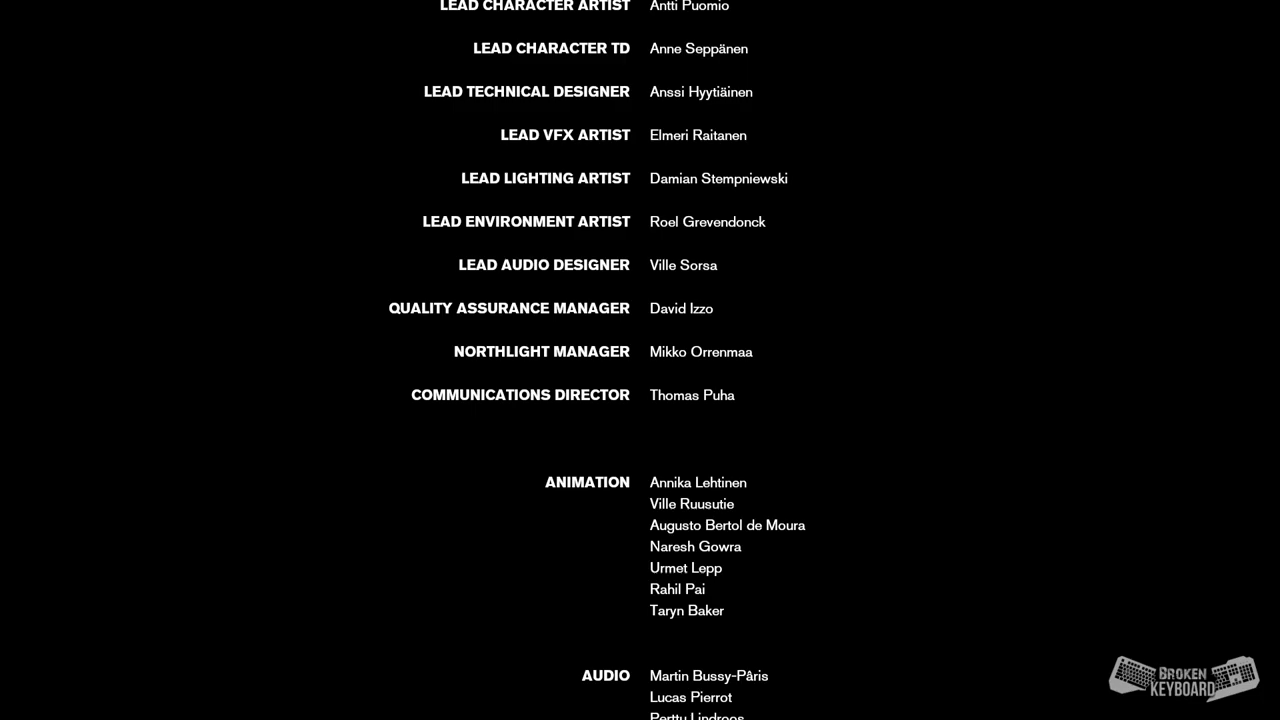 LEAD CHARACTER ARTIST Antti Puomio
LEAD CHARACTER TD Anne Seppänen
LEAD TECHNICAL DESIGNER Anssi Hyytiäinen
LEAD VFX ARTIST Elmeri Raitanen
LEAD LIGHTING ARTIST Damian Stempniewski
LEAD ENVIRONMENT ARTIST Roel Grevendonck
LEAD AUDIO DESIGNER Ville Sorsa
QUALITY ASSURANCE MANAGER David Izzo
NORTHLIGHT MANAGER Mikko Orrenmaa
COMMUNICATIONS DIRECTOR Thomas Puha
ANIMATION Annika Lehtinen
Ville Ruusutie
Augusto Bertol de Moura
Naresh Gowra
Urmet Lepp
Rahil Pai
Taryn Baker
AUDIO Martin Bussy-Pâris
Lucas Pierrot
Perttu Lindroos
BROKEN
KEYBOARD